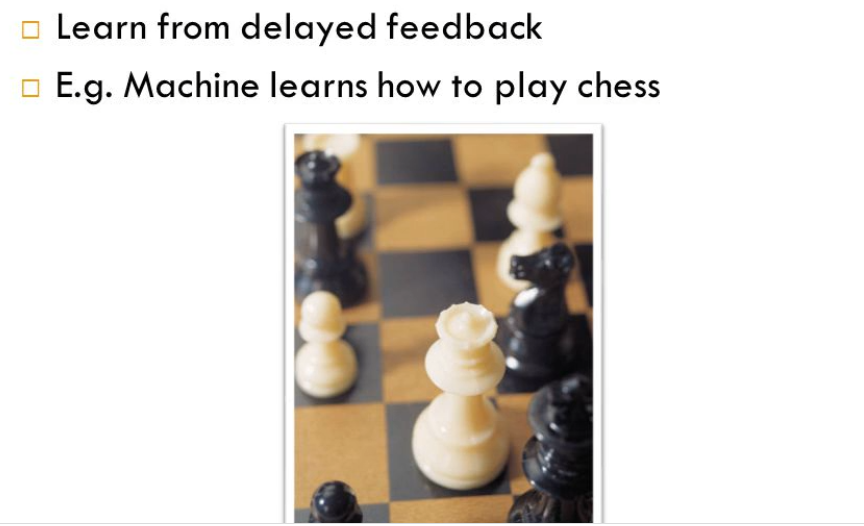 Learn from delayed feedback
E.g. Machine learns how to play chess